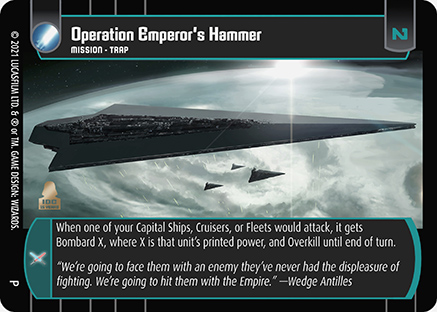 Operation Emperor's Hammer
MISSION • TRAP
N
When one of your Capital Ships, Cruisers, or Fleets would attack, it gets
Bombard X, where X is that unit's printed power, and Overkill until end of turn.
"We're going to face them with an enemy they've never had the displeasure of
fighting. We're going to hit them with the Empire." —Wedge Antilles
© 2021 LUCASFILM LTD. & ® OR TM. GAME DESIGN: WIZARDS.
P
100